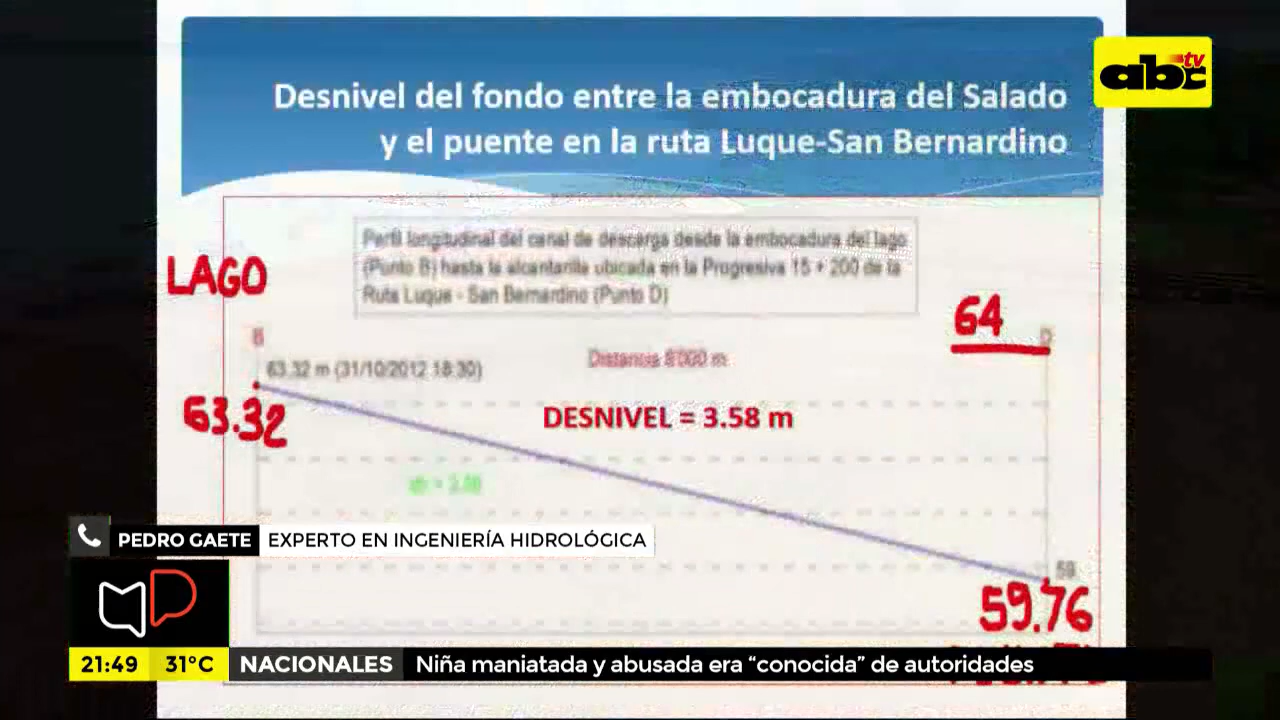 abc tv
Desnivel del fondo entre la embocadura del Salado
y el puente en la ruta Luque-San Bernardino
Perfil longitudinal del canal de descarga desde la embocadura del lago
(Punto B) hasta la alcantarilla ubicada en la Progresiva 15 + 200 de la
Ruta Luque - San Bernardino (Punto D)
LAGO
64
B
D
63.32 m (31/10/2012 18:30)
Distancia 8'000 m
63.32
DESNIVEL = 3.58 m
59
59.76
PEDRO GAETE EXPERTO EN INGENIERÍA HIDROLÓGICA
21:49 31°C NACIONALES Niña maniatada y abusada era “conocida” de autoridades